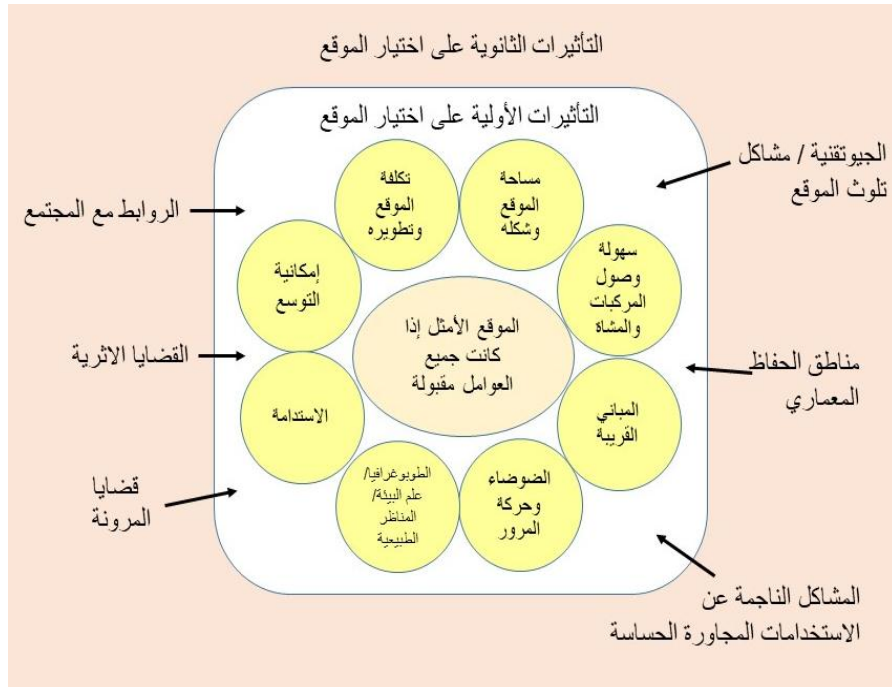 التأثيرات الثانوية على اختيار الموقع
التأثيرات الأولية على اختيار الموقع
الجيوتقنية / مشاكل
تلوث الموقع
مساحة
الموقع
وشكله
تكلفة
الموقع
وتطويره
الروابط مع المجتمع
سهولة
وصول
المركبات
والمشاة
إمكانية
التوسع
الموقع الأمثل إذا
كانت جميع
العوامل مقبولة
القضايا الاثرية
مناطق الحفاظ
المعماري
المباني
القريبة
الاستدامة
الضوضاء
وحركة
المرور
الطوبوغرافيا/
علم البيئة/
المناظر
الطبيعية
قضايا
المرونة
المشاكل الناجمة عن
الاستخدامات المجاورة الحساسة